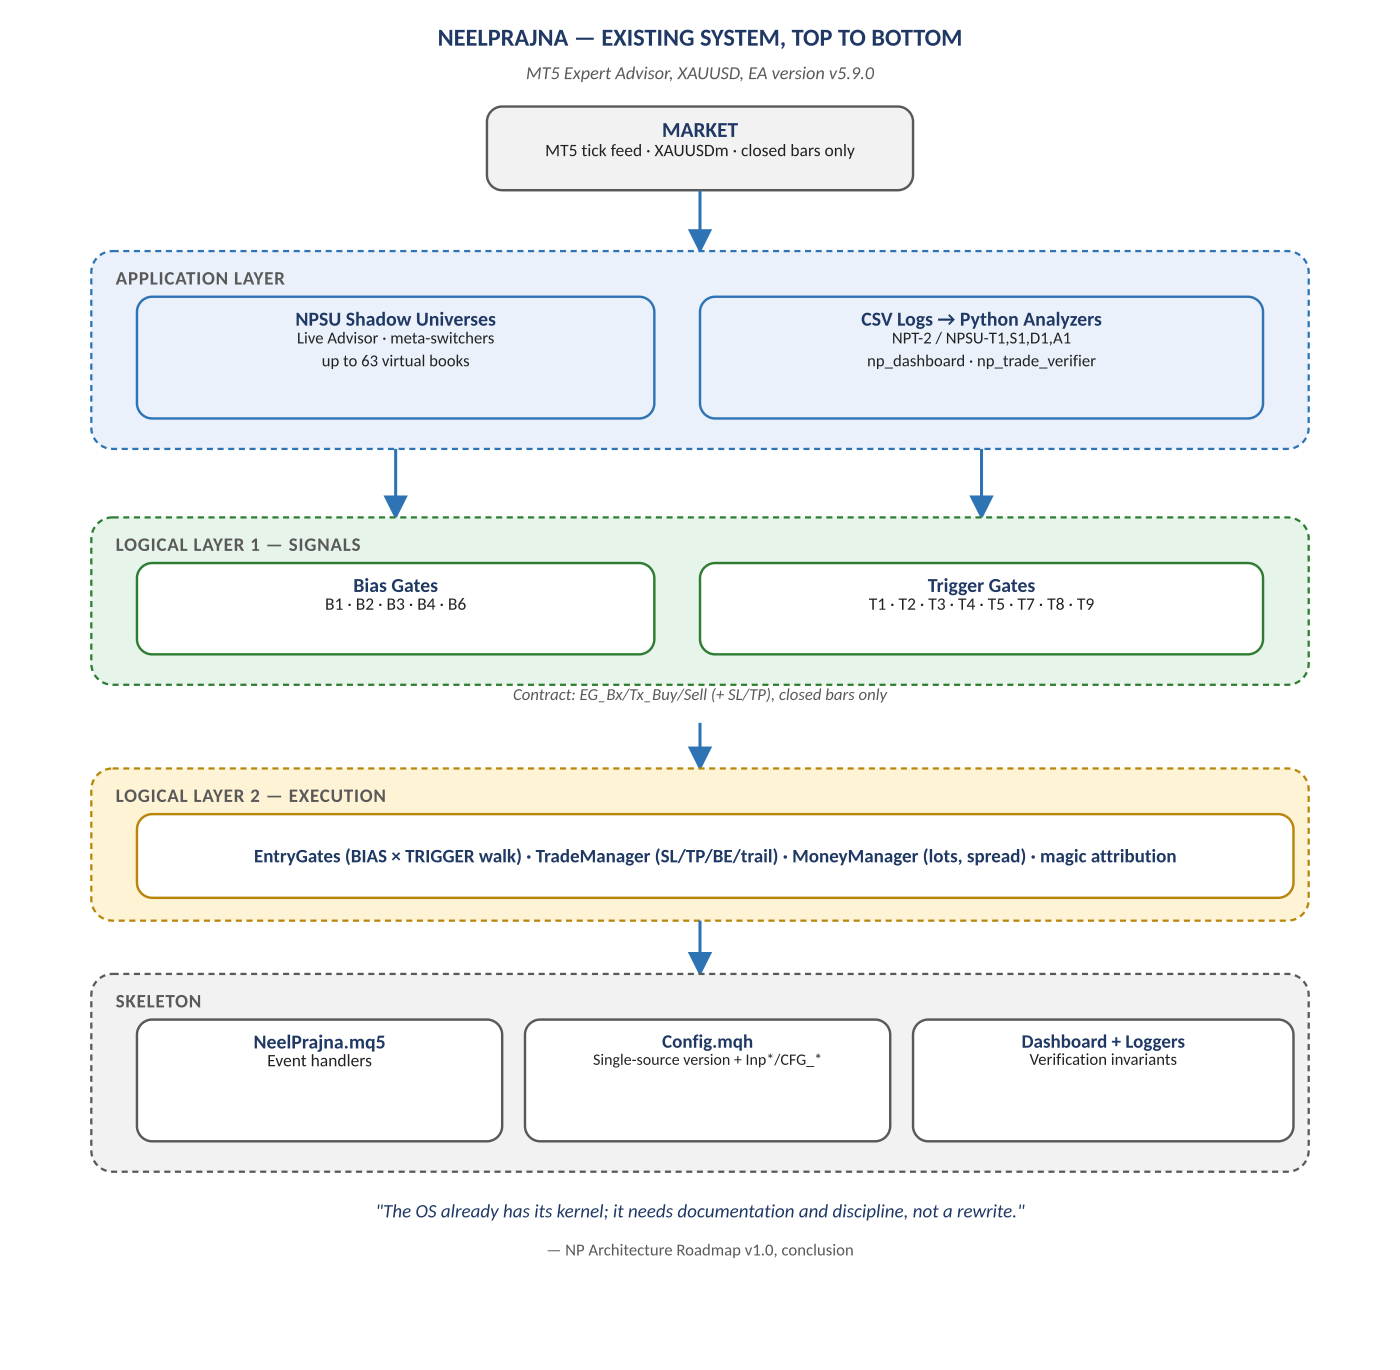 NEELPRAJNA — EXISTING SYSTEM, TOP TO BOTTOM
MT5 Expert Advisor, XAUUSD, EA version v5.9.0
MARKET
MT5 tick feed · XAUUSDm · closed bars only
APPLICATION LAYER
NPSU Shadow Universes
Live Advisor · meta-switchers
up to 63 virtual books
CSV Logs → Python Analyzers
NPT-2 / NPSU-T1,S1,D1,A1
np_dashboard · np_trade_verifier
LOGICAL LAYER 1 — SIGNALS
Bias Gates
B1 · B2 · B3 · B4 · B6
Trigger Gates
T1 · T2 · T3 · T4 · T5 · T7 · T8 · T9
Contract: EG_Bx/Tx_Buy/Sell (+ SL/TP), closed bars only
LOGICAL LAYER 2 — EXECUTION
EntryGates (BIAS × TRIGGER walk) · TradeManager (SL/TP/BE/trail) · MoneyManager (lots, spread) · magic attribution
SKELETON
NeelPrajna.mq5
Event handlers
Config.mqh
Single-source version + Inp*/CFG_*
Dashboard + Loggers
Verification invariants
"The OS already has its kernel; it needs documentation and discipline, not a rewrite."
— NP Architecture Roadmap v1.0, conclusion